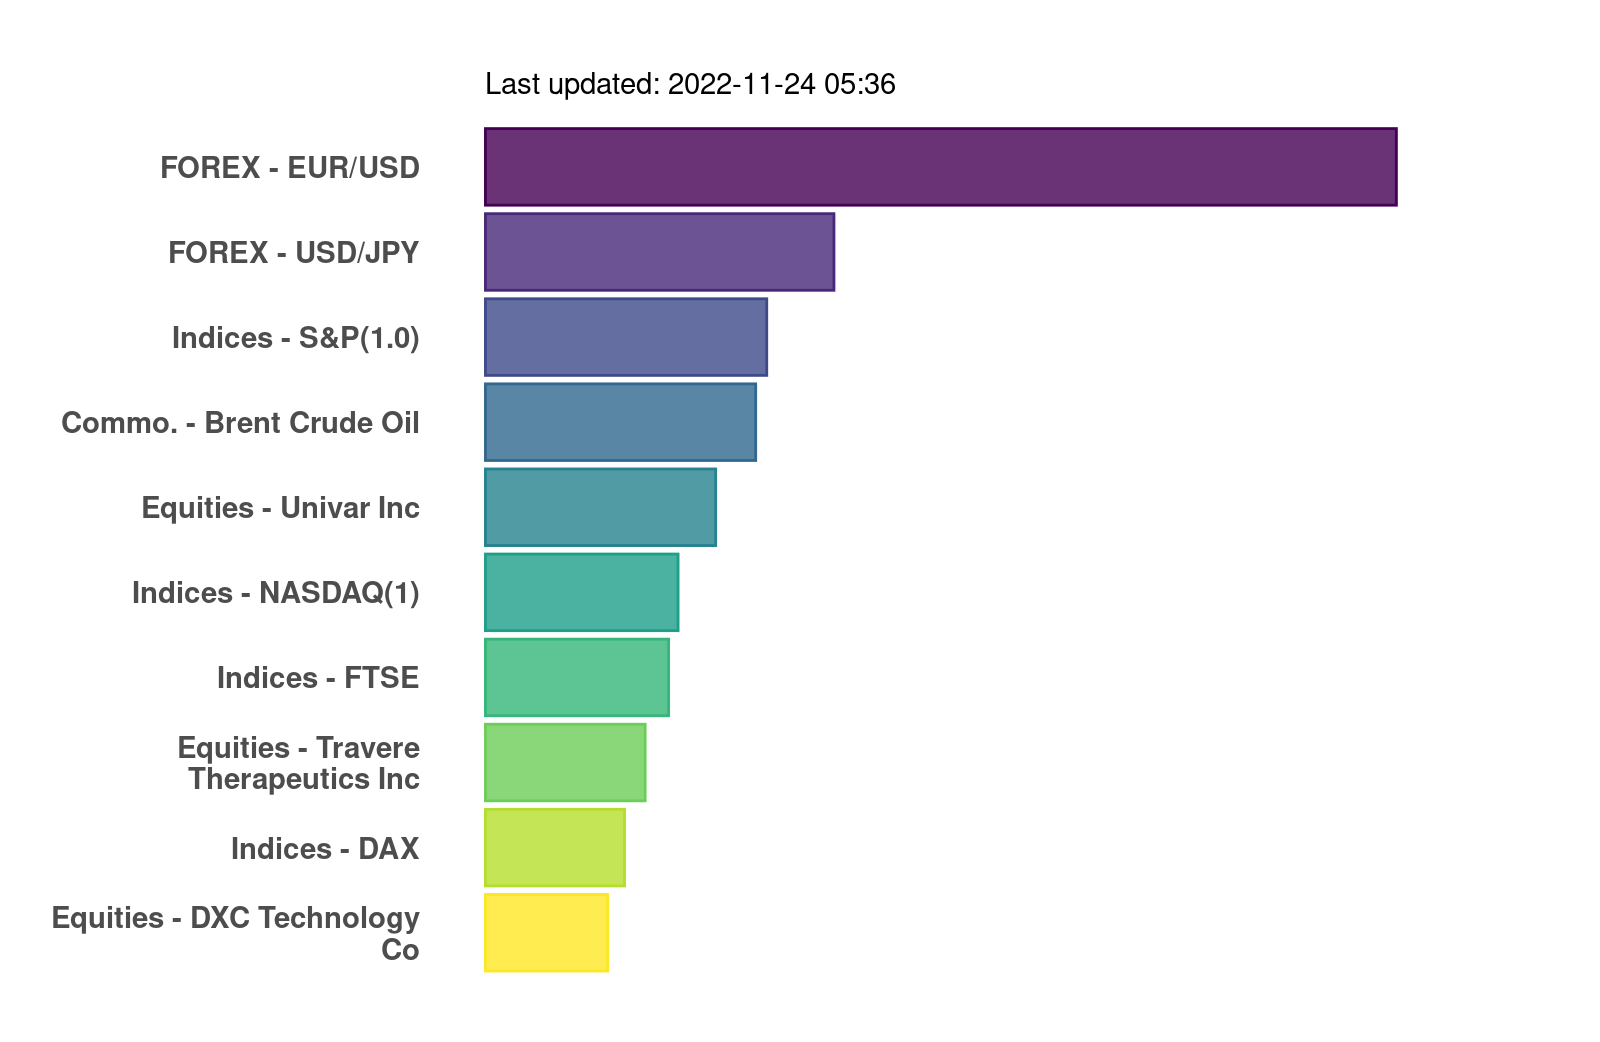 Last updated: 2022-11-24 05:36
FOREX - EUR/USD
FOREX - USD/JPY
Indices - S&P(1.0)
Commo. - Brent Crude Oil
Equities - Univar Inc
Indices - NASDAQ(1)
Indices - FTSE
Equities - Travere
Therapeutics Inc
Indices - DAX
Equities - DXC Technology
Co